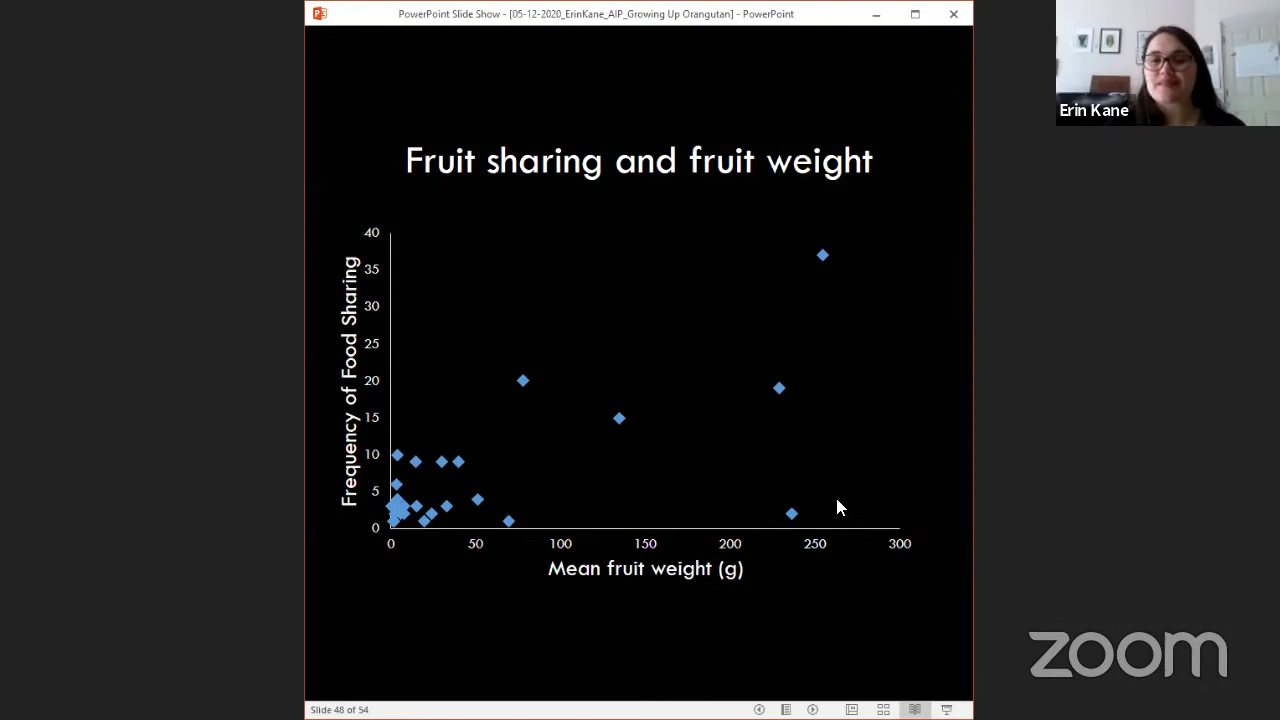 PowerPoint Slide Show - [05-12-2020_ErinKane_AIP_Growing Up Orangutan] - PowerPoint
Erin Kane
Fruit sharing and fruit weight
Frequency of Food Sharing
40
35
30
25
20
15
10
5
0
0 50 100 150 200 250 300
Mean fruit weight (g)
zoom
Slide 48 of 54